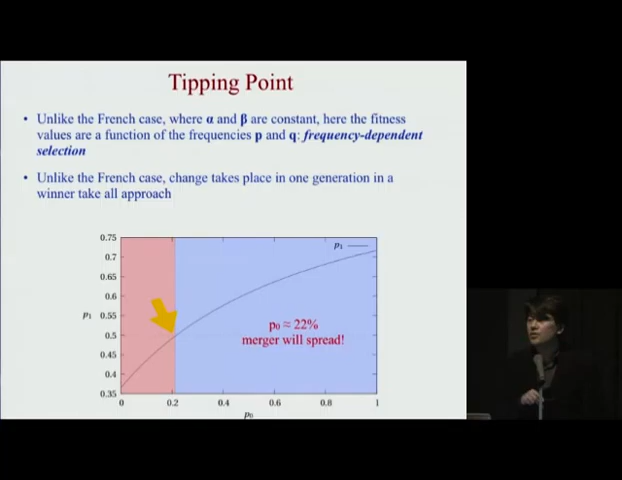 Tipping Point
• Unlike the French case, where α and β are constant, here the fitness
values are a function of the frequencies p and q: frequency-dependent
selection
• Unlike the French case, change takes place in one generation in a
winner take all approach
0.75
0.7
0.65
0.6
0.55
0.5
0.45
0.4
0.35
p₁
p₁
p₀ ≈ 22%
merger will spread!
0
0.2
0.4
0.6
0.8
1
p₀